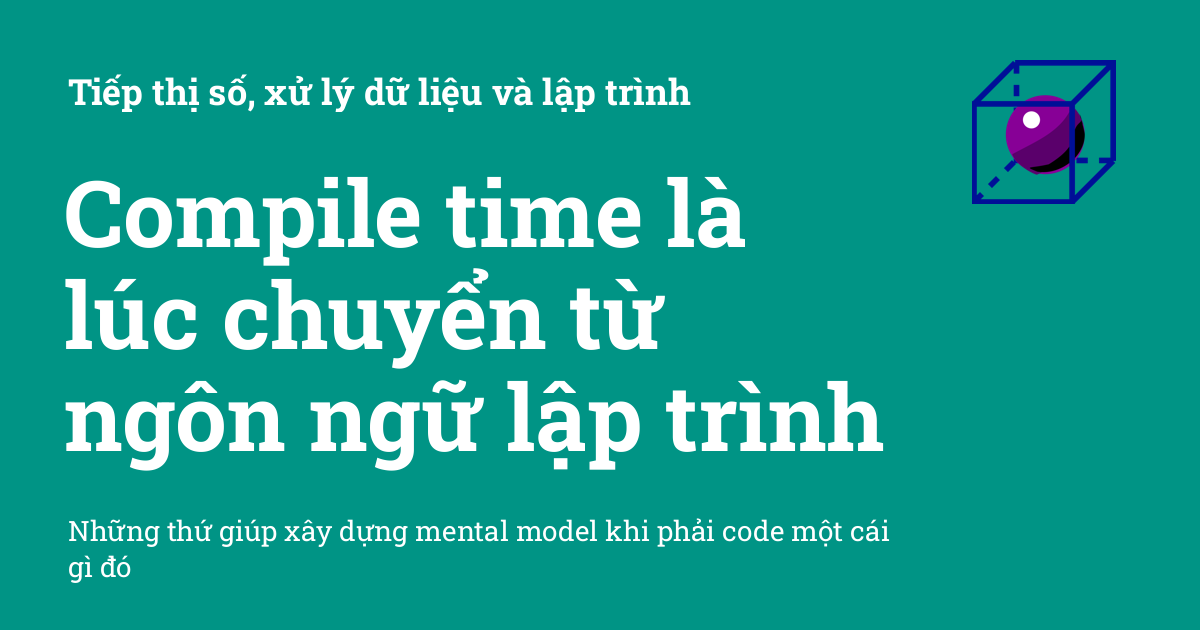 Tiếp thị số, xử lý dữ liệu và lập trình
Compile time là
lúc chuyển từ
ngôn ngữ lập trình
Những thứ giúp xây dựng mental model khi phải code một cái
gì đó